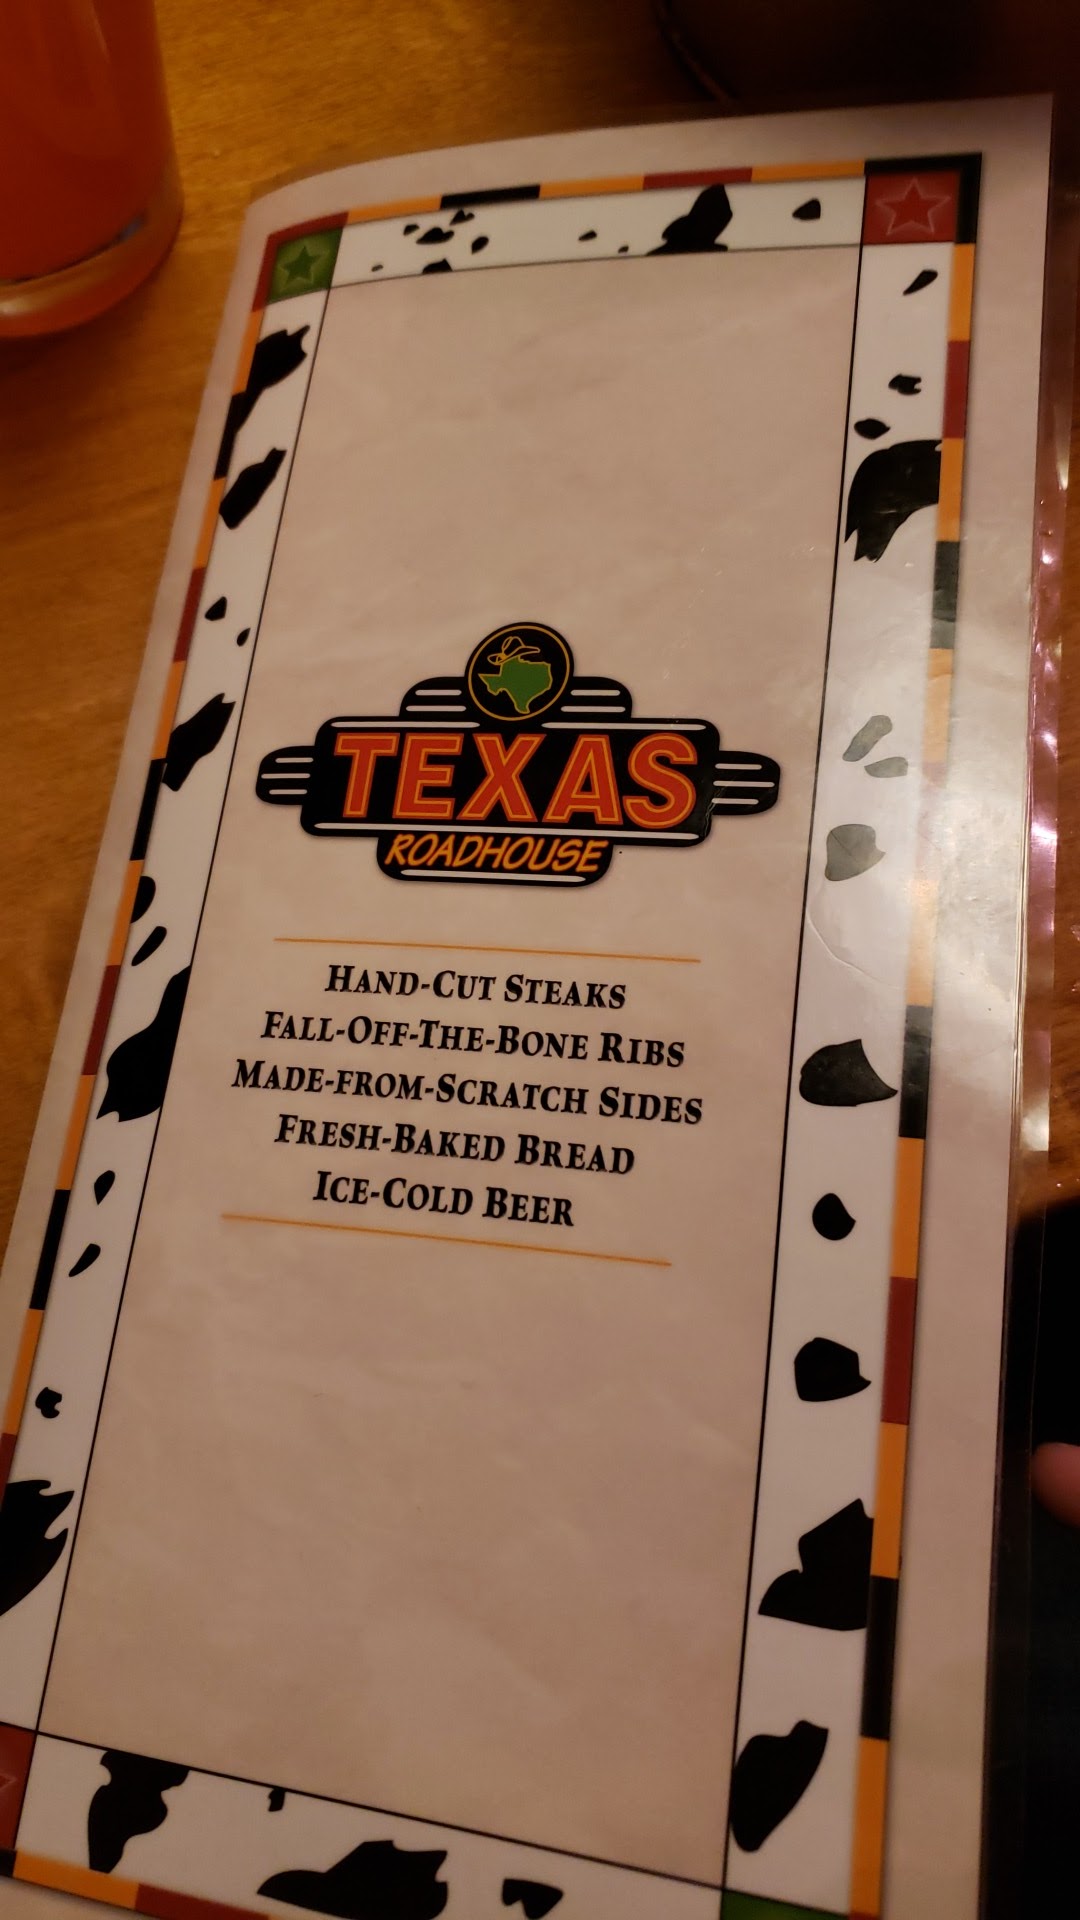 TEXAS
ROADHOUSE
HAND-CUT STEAKS
FALL-OFF-THE-BONE RIBS
MADE-FROM-SCRATCH SIDES
FRESH-BAKED BREAD
ICE-COLD BEER